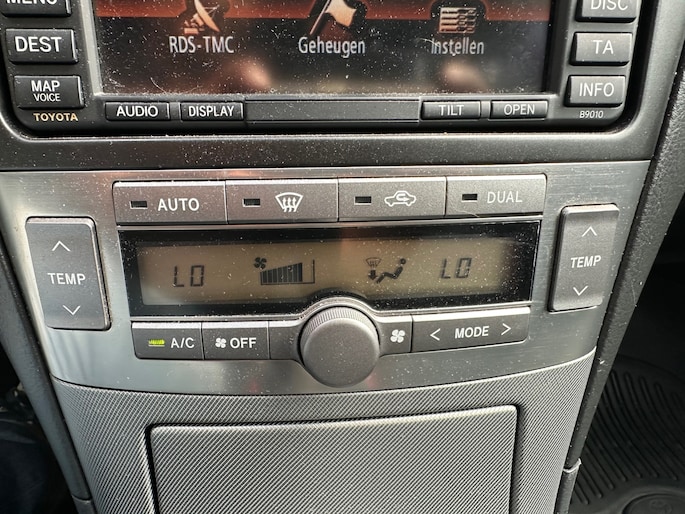 MENU
DISC
RDS-TMC Geheugen Instellen
DEST
TA
MAP
VOICE
INFO
AUDIO DISPLAY TILT OPEN
TOYOTA
B9010
AUTO DUAL
TEMP LO LO TEMP
A/C OFF < MODE >